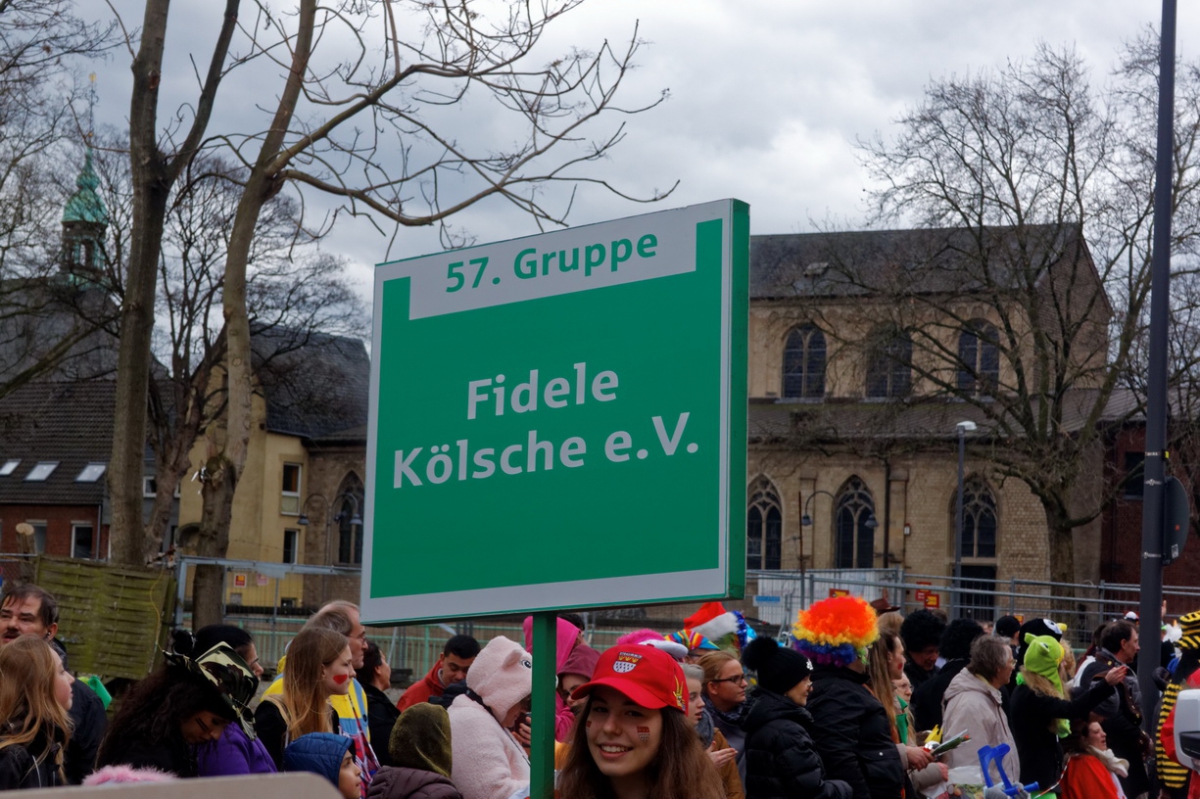 57. Gruppe
Fidele
Kölsche e.V.